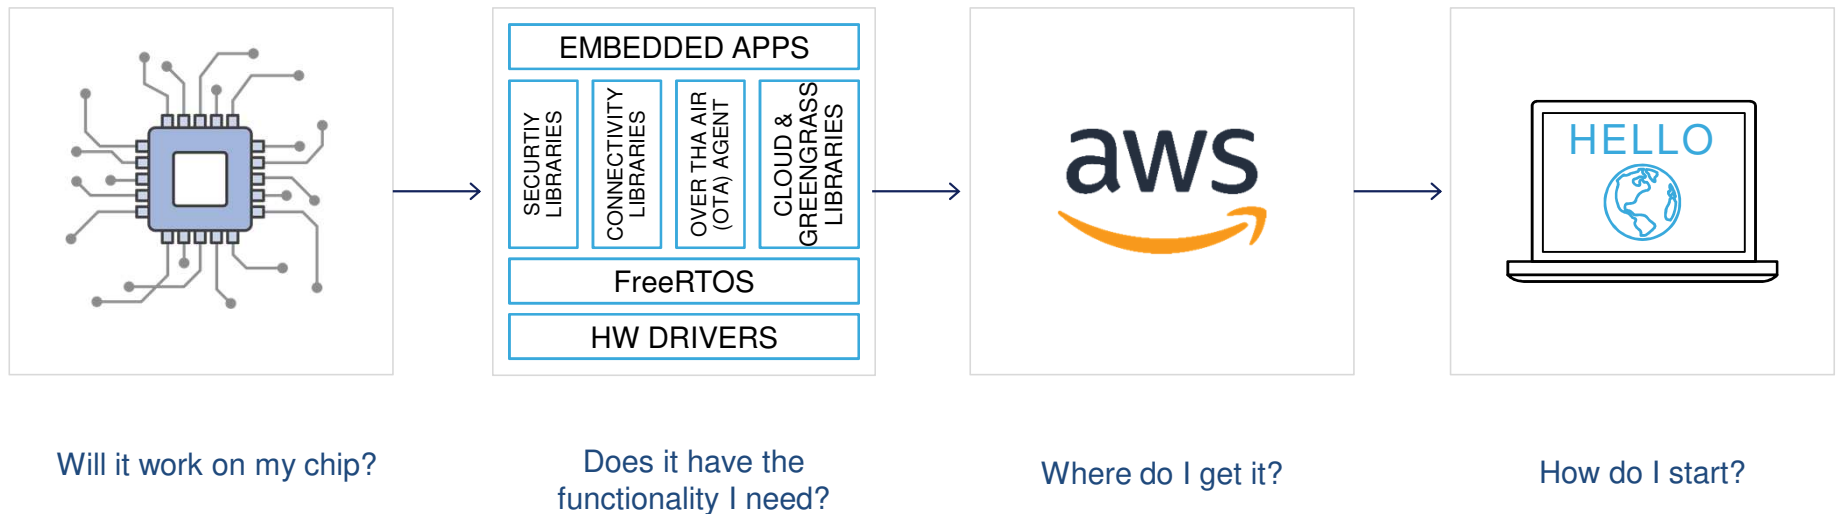 EMBEDDED APPS
SECURTIY
LIBRARIES
CONNECTIVITY
LIBRARIES
OVER THA AIR
(OTA) AGENT
CLOUD &
GREENGRASS
LIBRARIES
FreeRTOS
HW DRIVERS
aws
HELLO
Will it work on my chip?
Does it have the
functionality I need?
Where do I get it?
How do I start?